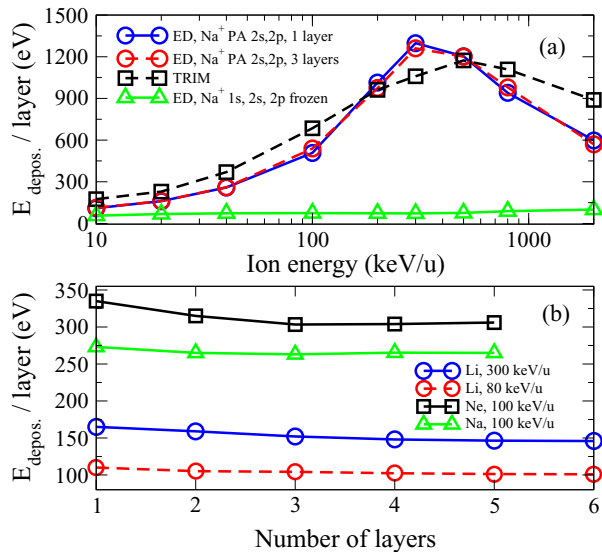 1500
1200
900
600
300
0
E depos. / layer (eV)
ED, Na+ PA 2s,2p, 1 layer
ED, Na+ PA 2s,2p, 3 layers
TRIM
ED, Na+ 1s, 2s, 2p frozen
(a)
10 100 1000
Ion energy (keV/u)
350
300
250
200
150
100
E depos. / layer (eV)
(b)
Li, 300 keV/u
Li, 80 keV/u
Ne, 100 keV/u
Na, 100 keV/u
1 2 3 4 5 6
Number of layers